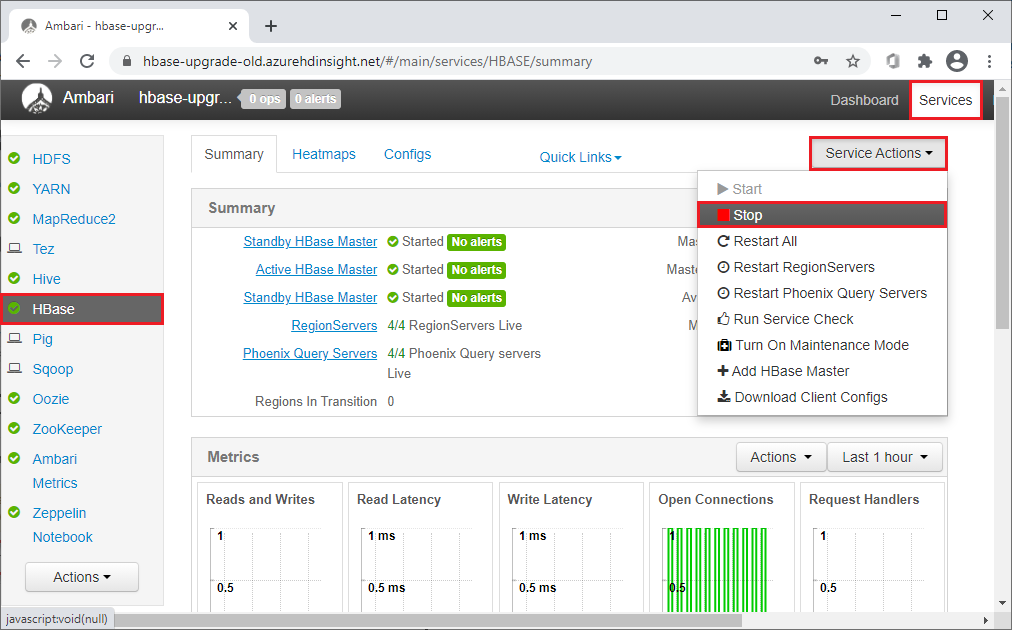 Ambari - hbase-upgr...
hbase-upgrade-old.azurehdinsight.net/#/main/services/HBASE/summary
Ambari hbase-upgr... 0 ops 0 alerts Dashboard Services
HDFS
YARN
MapReduce2
Tez
Hive
HBase
Pig
Sqoop
Oozie
ZooKeeper
Ambari
Metrics
Zeppelin
Notebook
Actions
Summary Heatmaps Configs Quick Links Service Actions
Start
Stop
Restart All
Restart RegionServers
Restart Phoenix Query Servers
Run Service Check
Turn On Maintenance Mode
Add HBase Master
Download Client Configs
Summary
Standby HBase Master Started No alerts Mas
Active HBase Master Started No alerts Maste
Standby HBase Master Started No alerts Av
RegionServers 4/4 RegionServers Live M
Phoenix Query Servers 4/4 Phoenix Query servers
Live
Regions In Transition 0
Metrics Actions Last 1 hour
Reads and Writes Read Latency Write Latency Open Connections Request Handlers
1 1 ms 1 ms 1 1
0.5 0.5 ms 0.5 ms 0.5 0.5
javascript:void(null)